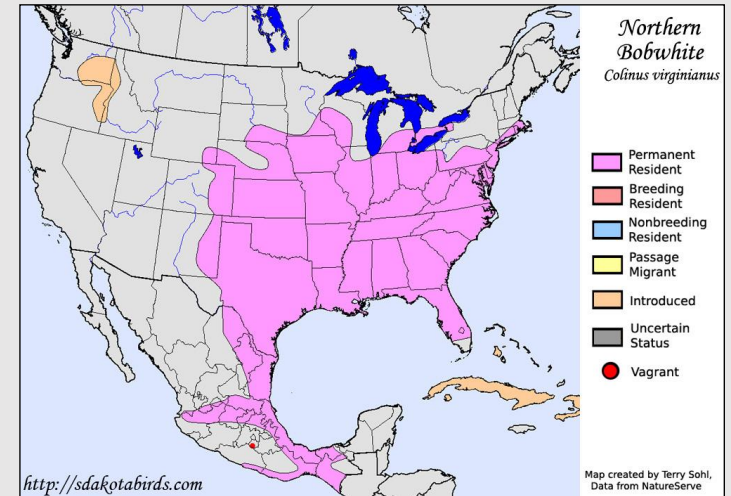 Northern
Bobwhite
Colinus virginianus
Permanent
Resident
Breeding
Resident
Nonbreeding
Resident
Passage
Migrant
Introduced
Uncertain
Status
Vagrant
http://sdakotabirds.com
Map created by Terry Sohl,
Data from NatureServe